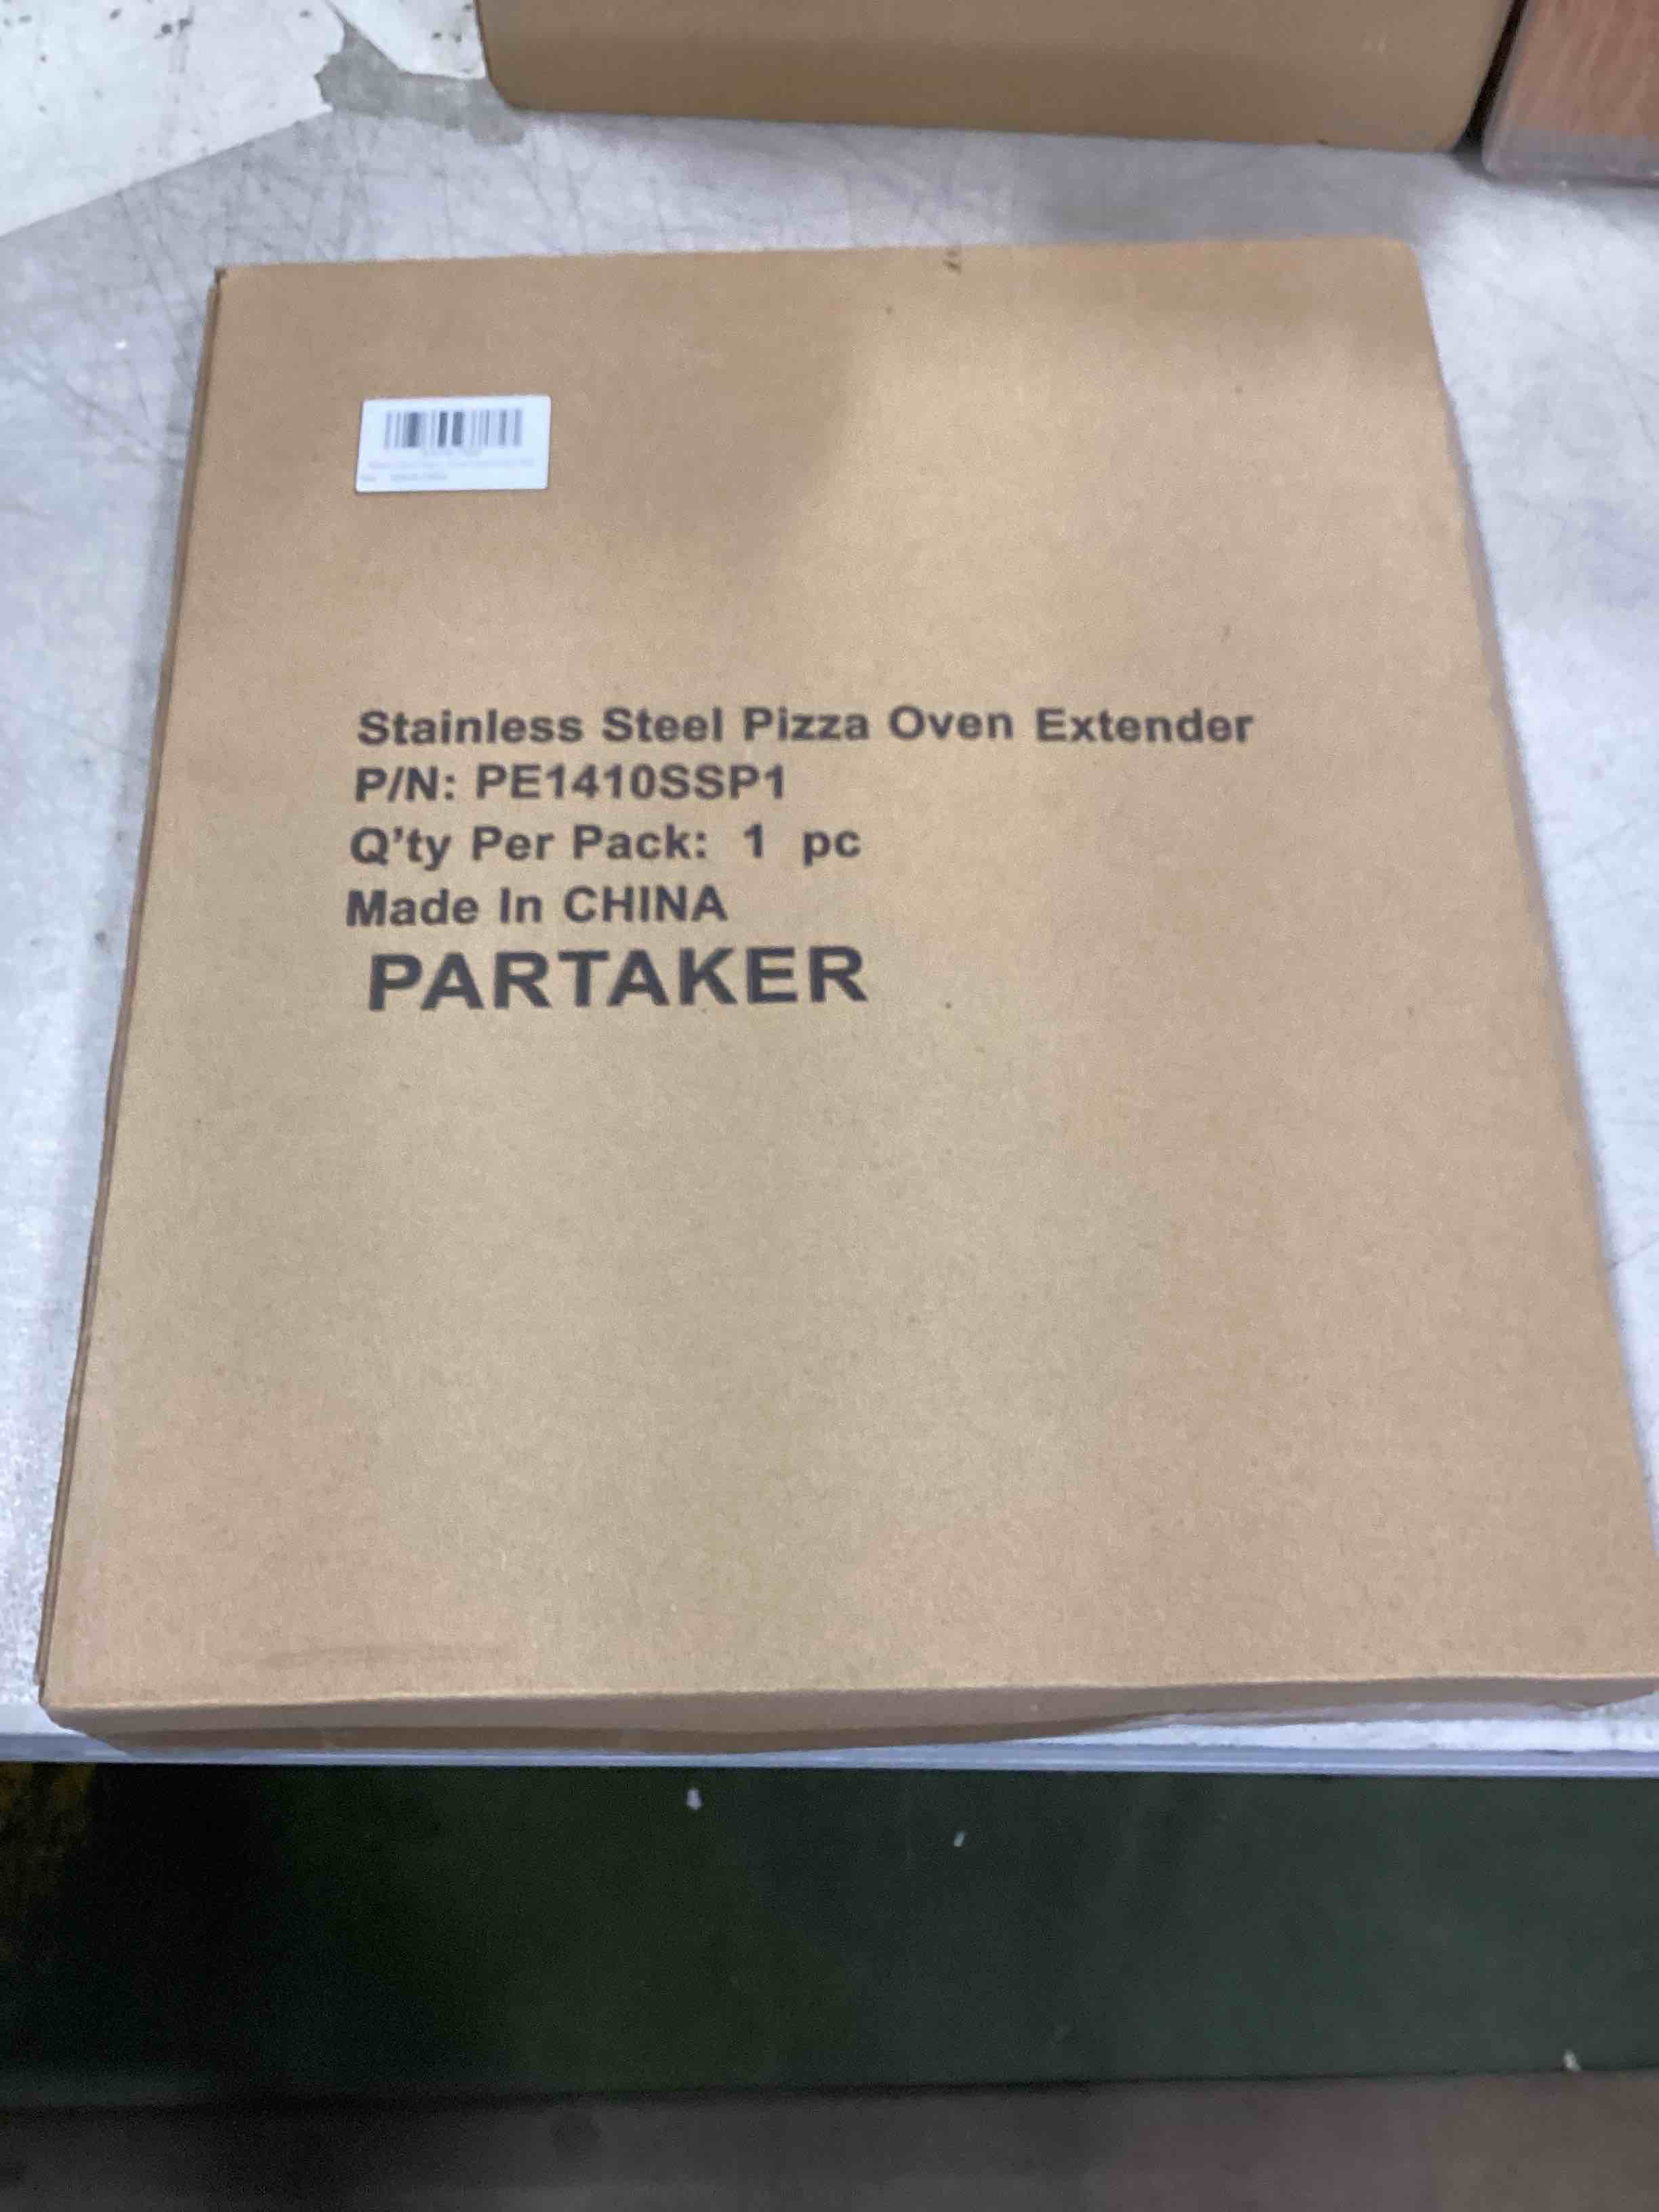 Stainless Steel Pizza Oven Extender
P/N: PE1410SSP1
Q'ty Per Pack: 1 pc
Made In CHINA
PARTAKER